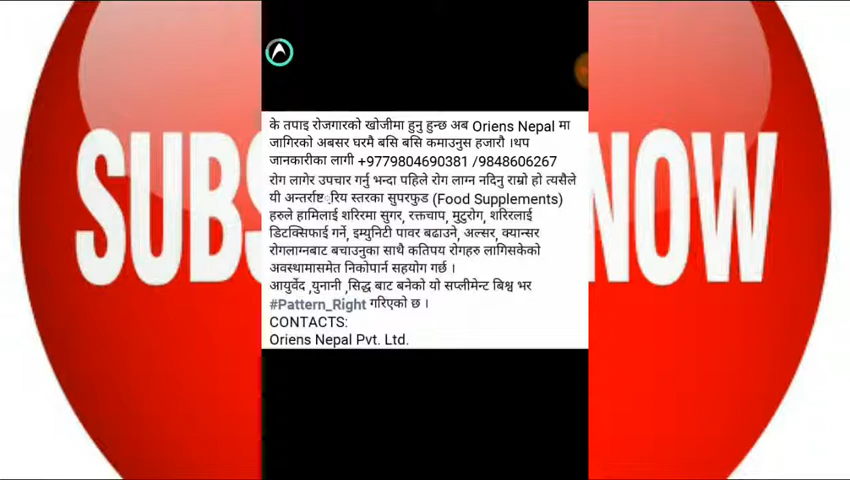 SUBS
NOW
के तपाइ रोजगारको खोजीमा हुनु हुन्छ अब Oriens Nepal मा
जागिरको अबसर घरमै बसि बसि कमाउनुस हजारौ ।थप
जानकारीका लागी +9779804690381 /9848606267
रोग लागेर उपचार गर्नु भन्दा पहिले रोग लाग्न नदिनु राम्रो हो त्यसैले
यी अन्तर्राष्ट्ररिय स्तरका सुपरफुड (Food Supplements)
हरुले हामिलाई शरिरमा सुगर, रक्तचाप, मुटुरोग, शरिरलाई
डिटक्सिफाई गर्ने, इम्युनिटी पावर बढाउने, अल्सर, क्यान्सर
रोगलाग्नबाट बचाउनुका साथै कतिपय रोगहरु लागिसकेको
अवस्थामासमेत निकोपार्न सहयोग गर्छ ।
आयुर्वेद ,युनानी ,सिद्ध बाट बनेको यो सप्लीमेन्ट बिश्व भर
#Pattern_Right गरिएको छ ।
CONTACTS:
Oriens Nepal Pvt. Ltd.